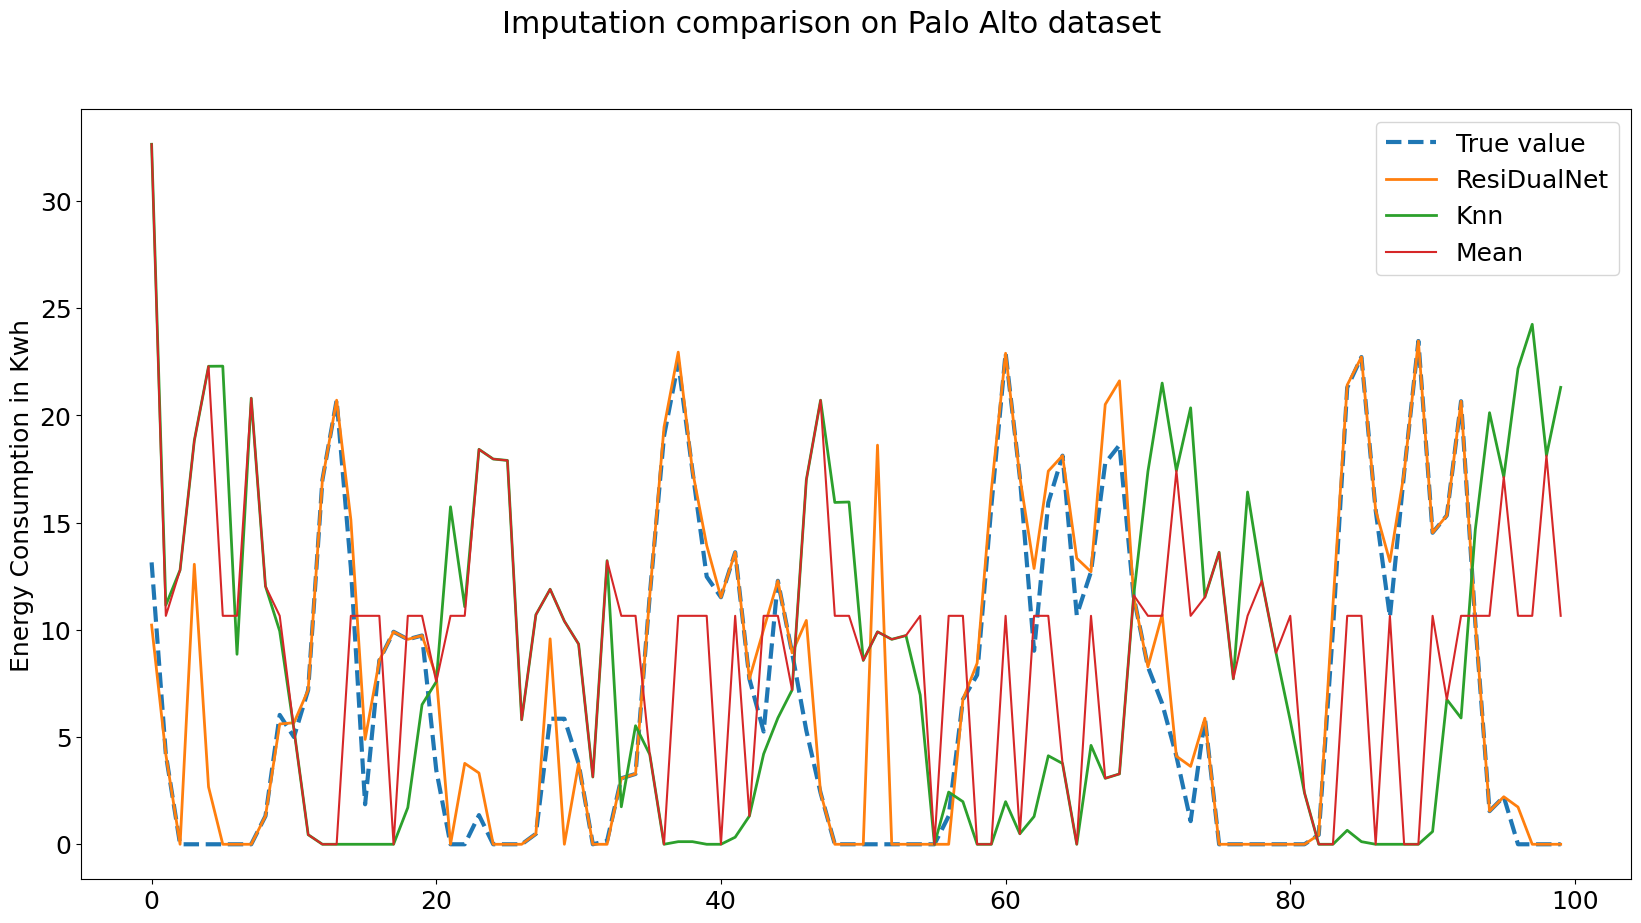 Imputation comparison on Palo Alto dataset
True value
ResiDualNet
Knn
Mean
Energy Consumption in Kwh
30
25
20
15
10
5
0
0 20 40 60 80 100